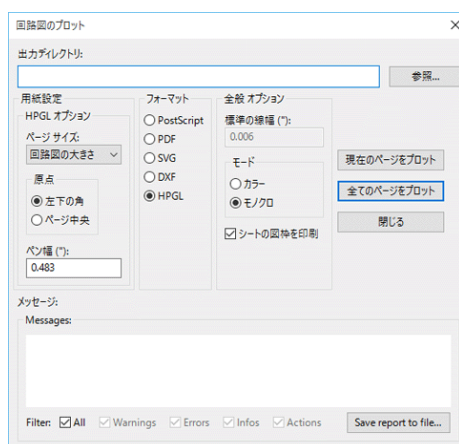 回路図のプロット
出力ディレクトリ:
参照...
用紙設定
HPGL オプション
ページ サイズ:
回路図の大きさ
原点
左下の角
ページ中央
ペン幅 ("):
0.483
フォーマット
PostScript
PDF
SVG
DXF
HPGL
全般 オプション
標準の線幅 ("):
0.006
モード
カラー
モノクロ
シートの図枠を印刷
現在のページをプロット
全てのページをプロット
閉じる
メッセージ:
Messages:
Filter: All Warnings Errors Infos Actions Save report to file...